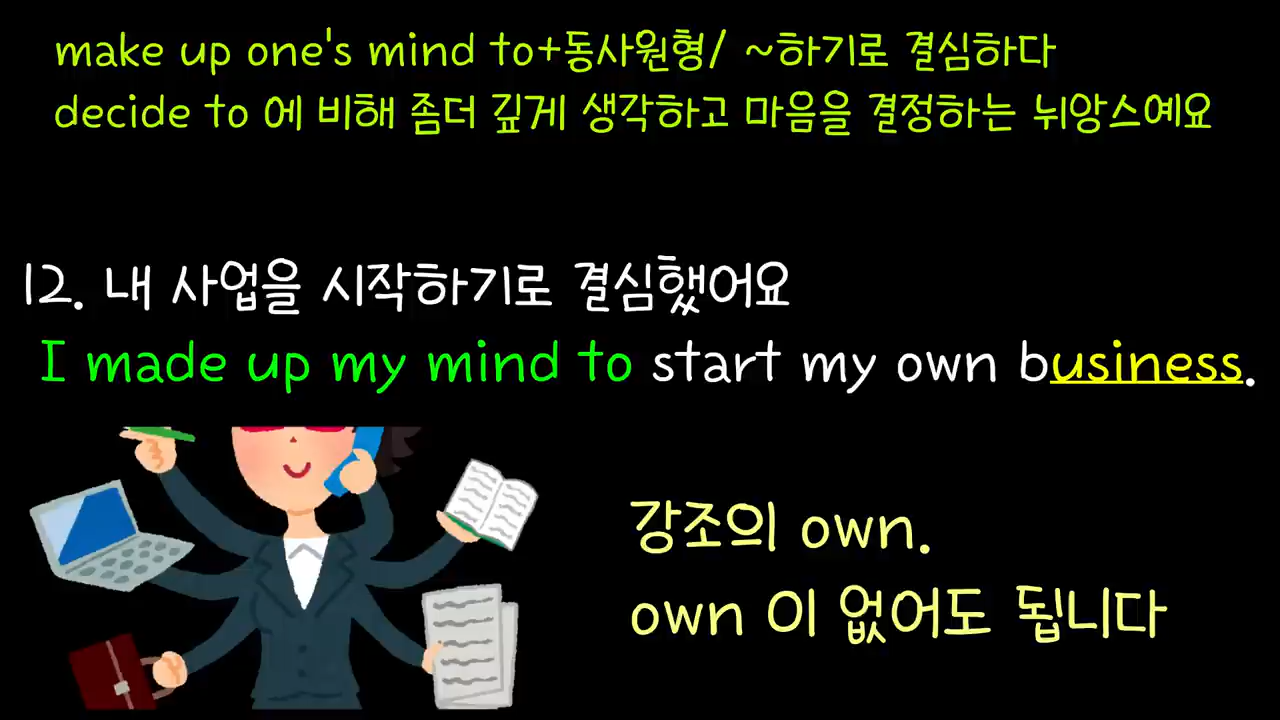 make up one's mind to+동사원형/ ~하기로 결심하다
decide to 에 비해 좀더 깊게 생각하고 마음을 결정하는 뉘앙스예요
12. 내 사업을 시작하기로 결심했어요
I made up my mind to start my own business.
강조의 own.
own 이 없어도 됩니다